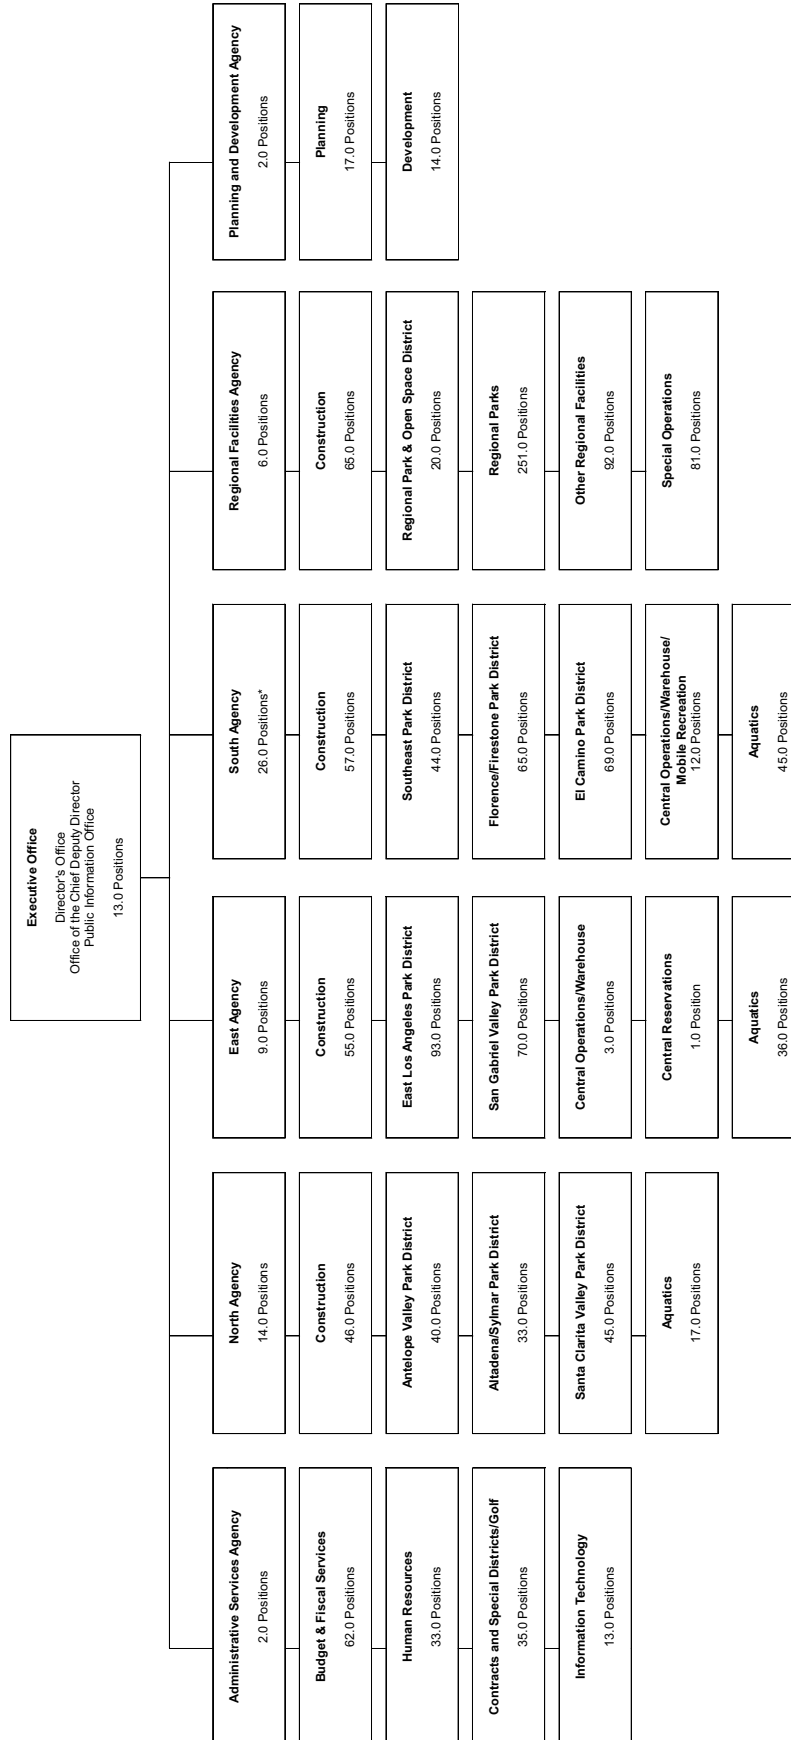 Executive Office
Director's Office
Office of the Chief Deputy Director
Public Information Office
13.0 Positions
Administrative Services Agency
2.0 Positions
Budget & Fiscal Services
62.0 Positions
Human Resources
33.0 Positions
Contracts and Special Districts/Golf
35.0 Positions
Information Technology
13.0 Positions
North Agency
14.0 Positions
Construction
46.0 Positions
Antelope Valley Park District
40.0 Positions
Altadena/Sylmar Park District
33.0 Positions
Santa Clarita Valley Park District
45.0 Positions
Aquatics
17.0 Positions
East Agency
9.0 Positions
Construction
55.0 Positions
East Los Angeles Park District
93.0 Positions
San Gabriel Valley Park District
70.0 Positions
Central Operations/Warehouse
3.0 Positions
Central Reservations
1.0 Position
Aquatics
36.0 Positions
South Agency
26.0 Positions*
Construction
57.0 Positions
Southeast Park District
44.0 Positions
Florence/Firestone Park District
65.0 Positions
El Camino Park District
69.0 Positions
Central Operations/Warehouse/
Mobile Recreation
12.0 Positions
Aquatics
45.0 Positions
Regional Facilities Agency
6.0 Positions
Construction
65.0 Positions
Regional Park & Open Space District
20.0 Positions
Regional Parks
251.0 Positions
Other Regional Facilities
92.0 Positions
Special Operations
81.0 Positions
Planning and Development Agency
2.0 Positions
Planning
17.0 Positions
Development
14.0 Positions